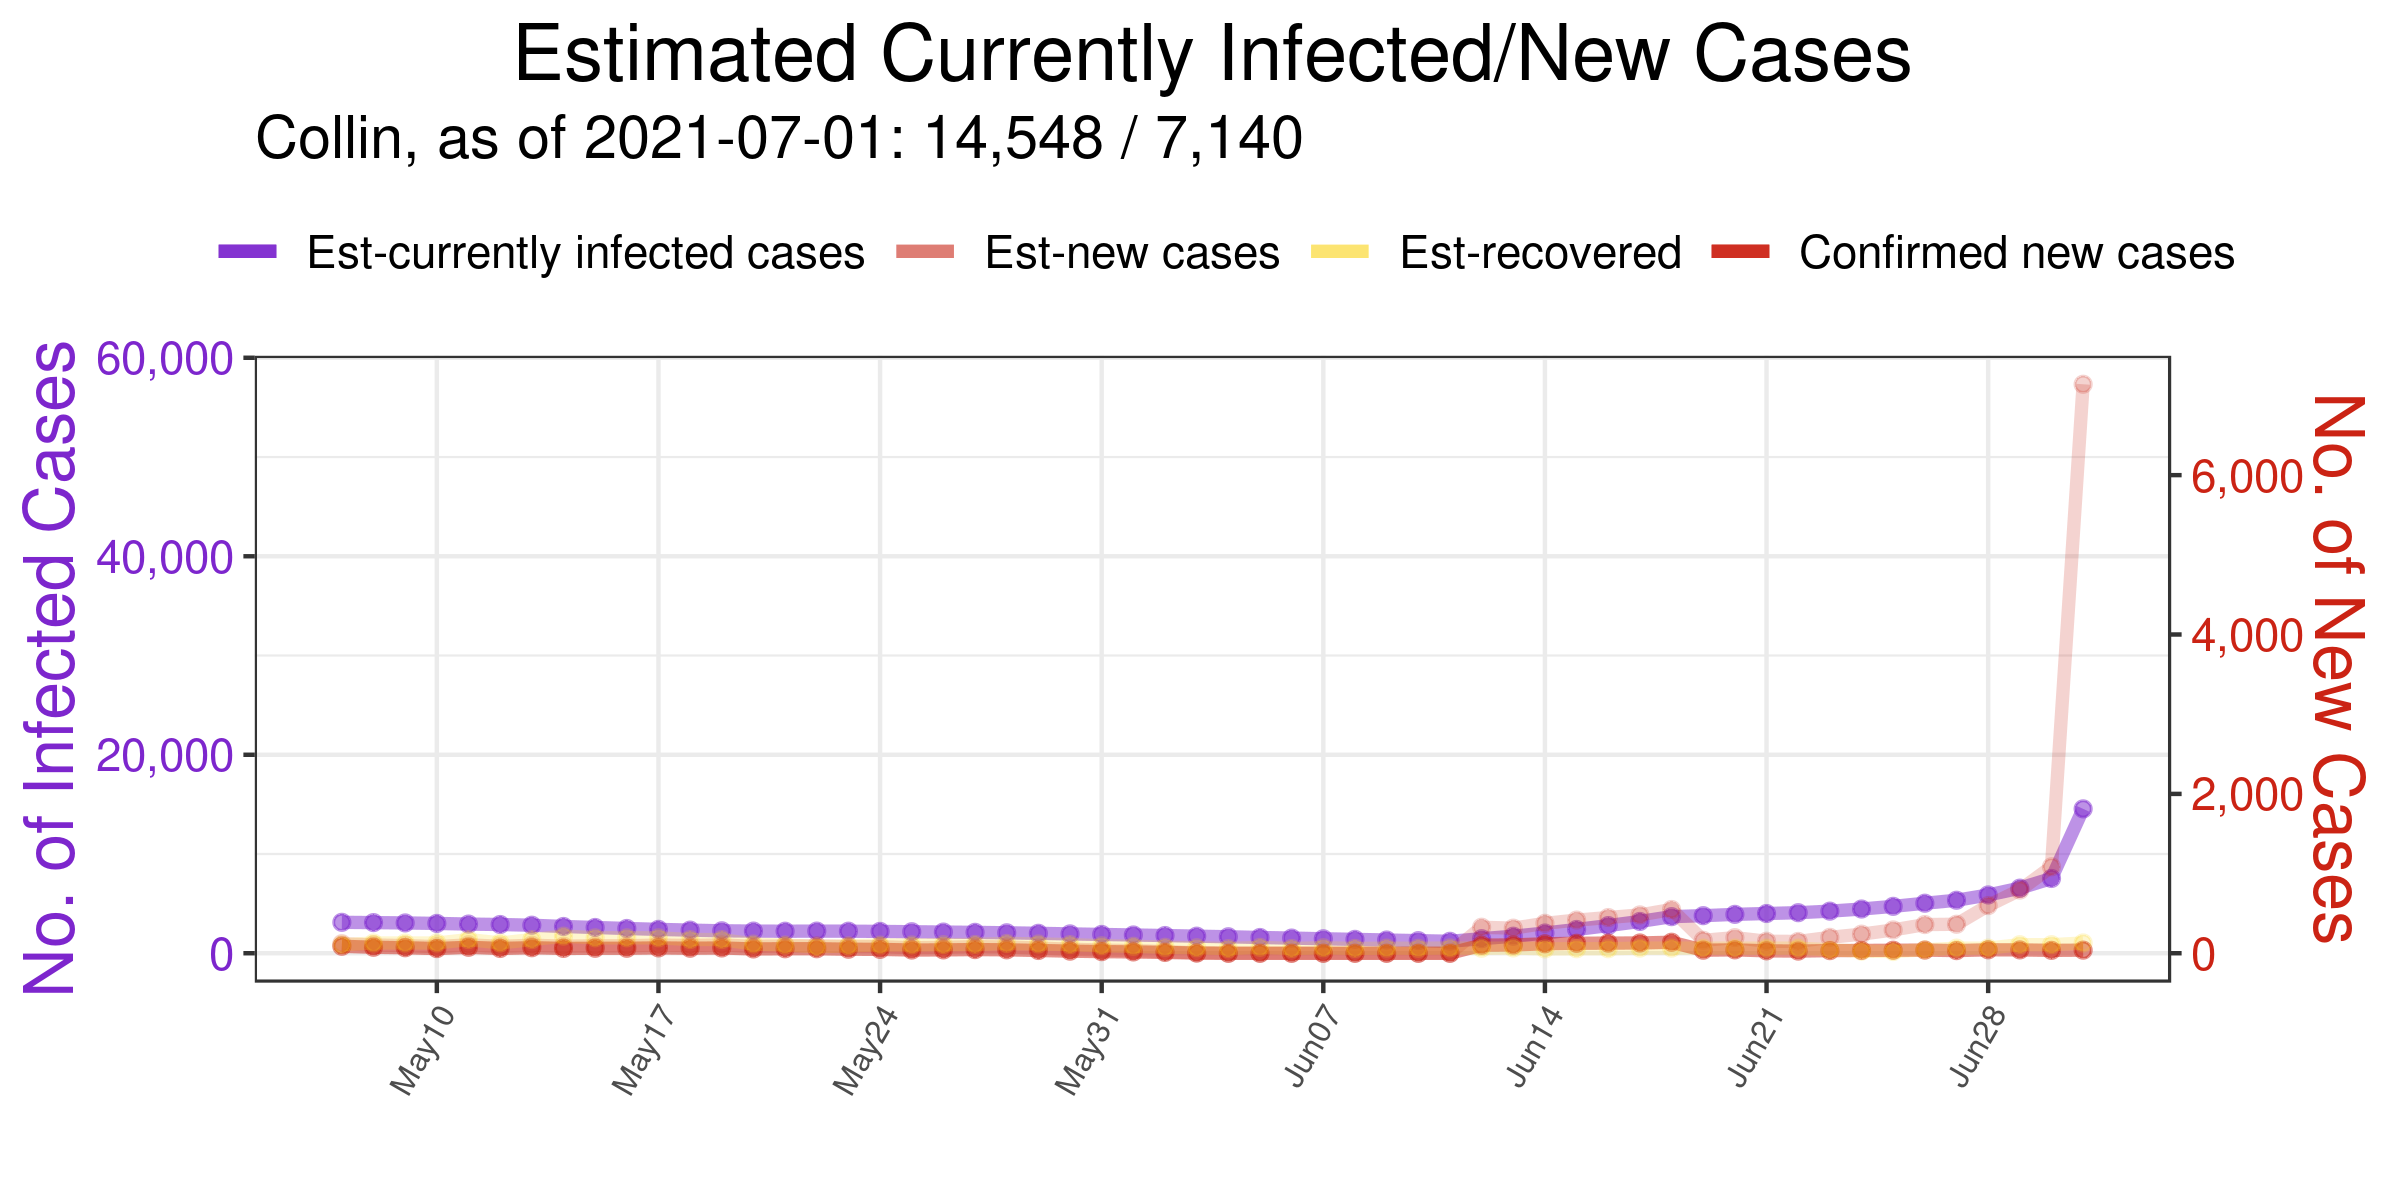 Estimated Currently Infected/New Cases
Collin, as of 2021-07-01: 14,548 / 7,140
Est-currently infected cases Est-new cases Est-recovered Confirmed new cases
No. of Infected Cases
60,000
40,000
20,000
0
6,000
4,000
2,000
0
No. of New Cases
May10 May17 May24 May31 Jun07 Jun14 Jun21 Jun28